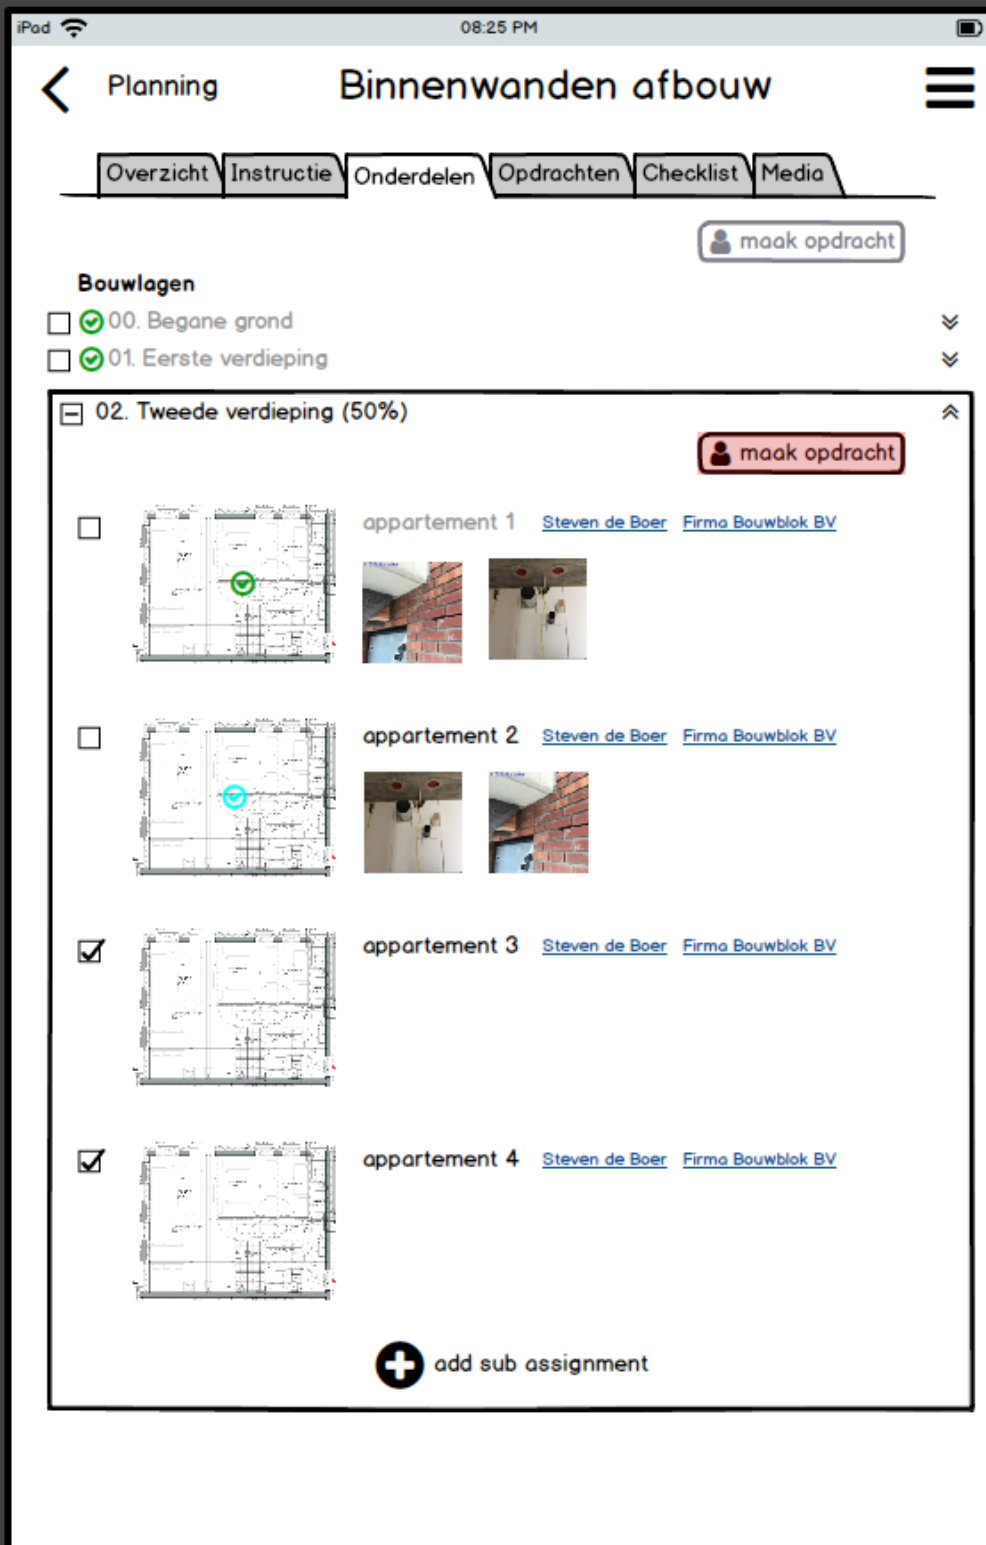 iPad 08:25 PM
Planning Binnenwanden afbouw
Overzicht Instructie Onderdelen Opdrachten Checklist Media
maak opdracht
Bouwlagen
00. Begane grond
01. Eerste verdieping
02. Tweede verdieping (50%)
maak opdracht
appartement 1 Steven de Boer Firma Bouwblok BV
appartement 2 Steven de Boer Firma Bouwblok BV
appartement 3 Steven de Boer Firma Bouwblok BV
appartement 4 Steven de Boer Firma Bouwblok BV
add sub assignment